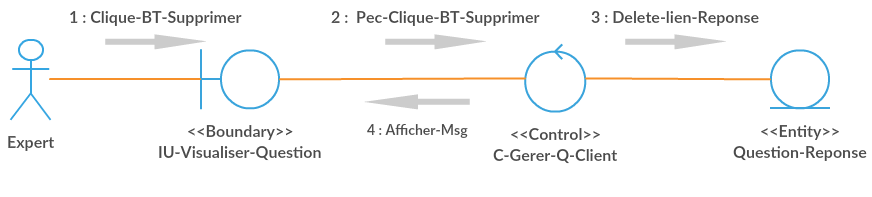 1 : Clique-BT-Supprimer
2 : Pec-Clique-BT-Supprimer
3 : Delete-lien-Reponse
4 : Afficher-Msg
Expert
<<Boundary>>
IU-Visualiser-Question
<<Control>>
C-Gerer-Q-Client
<<Entity>>
Question-Reponse